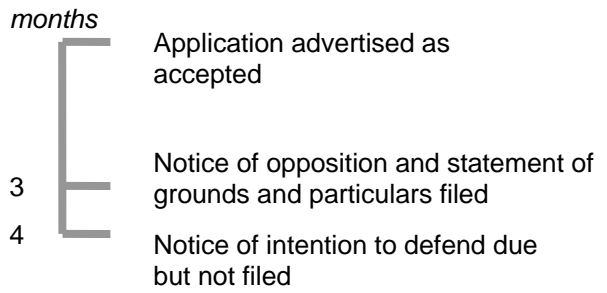 months
Application advertised as
accepted
3
Notice of opposition and statement of
grounds and particulars filed
4
Notice of intention to defend due
but not filed